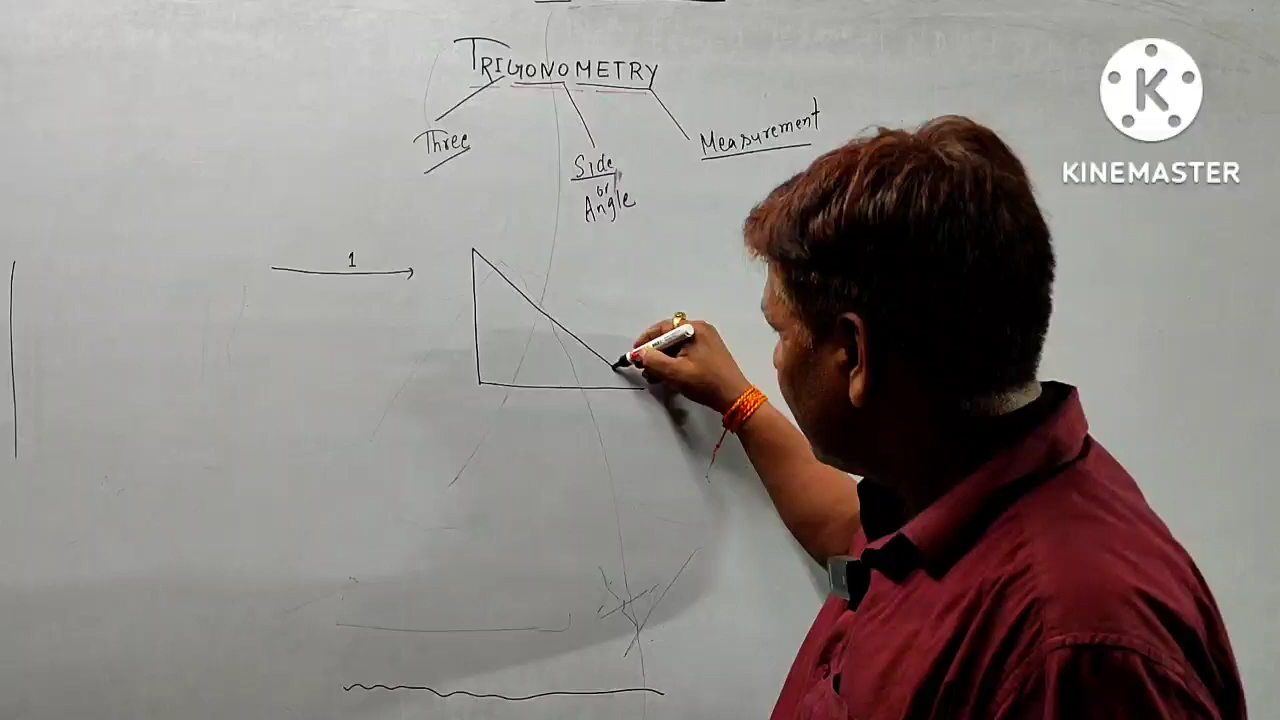 TRIGONOMETRY
Three
Side
or
Angle
Measurement
1
K
KINEMASTER